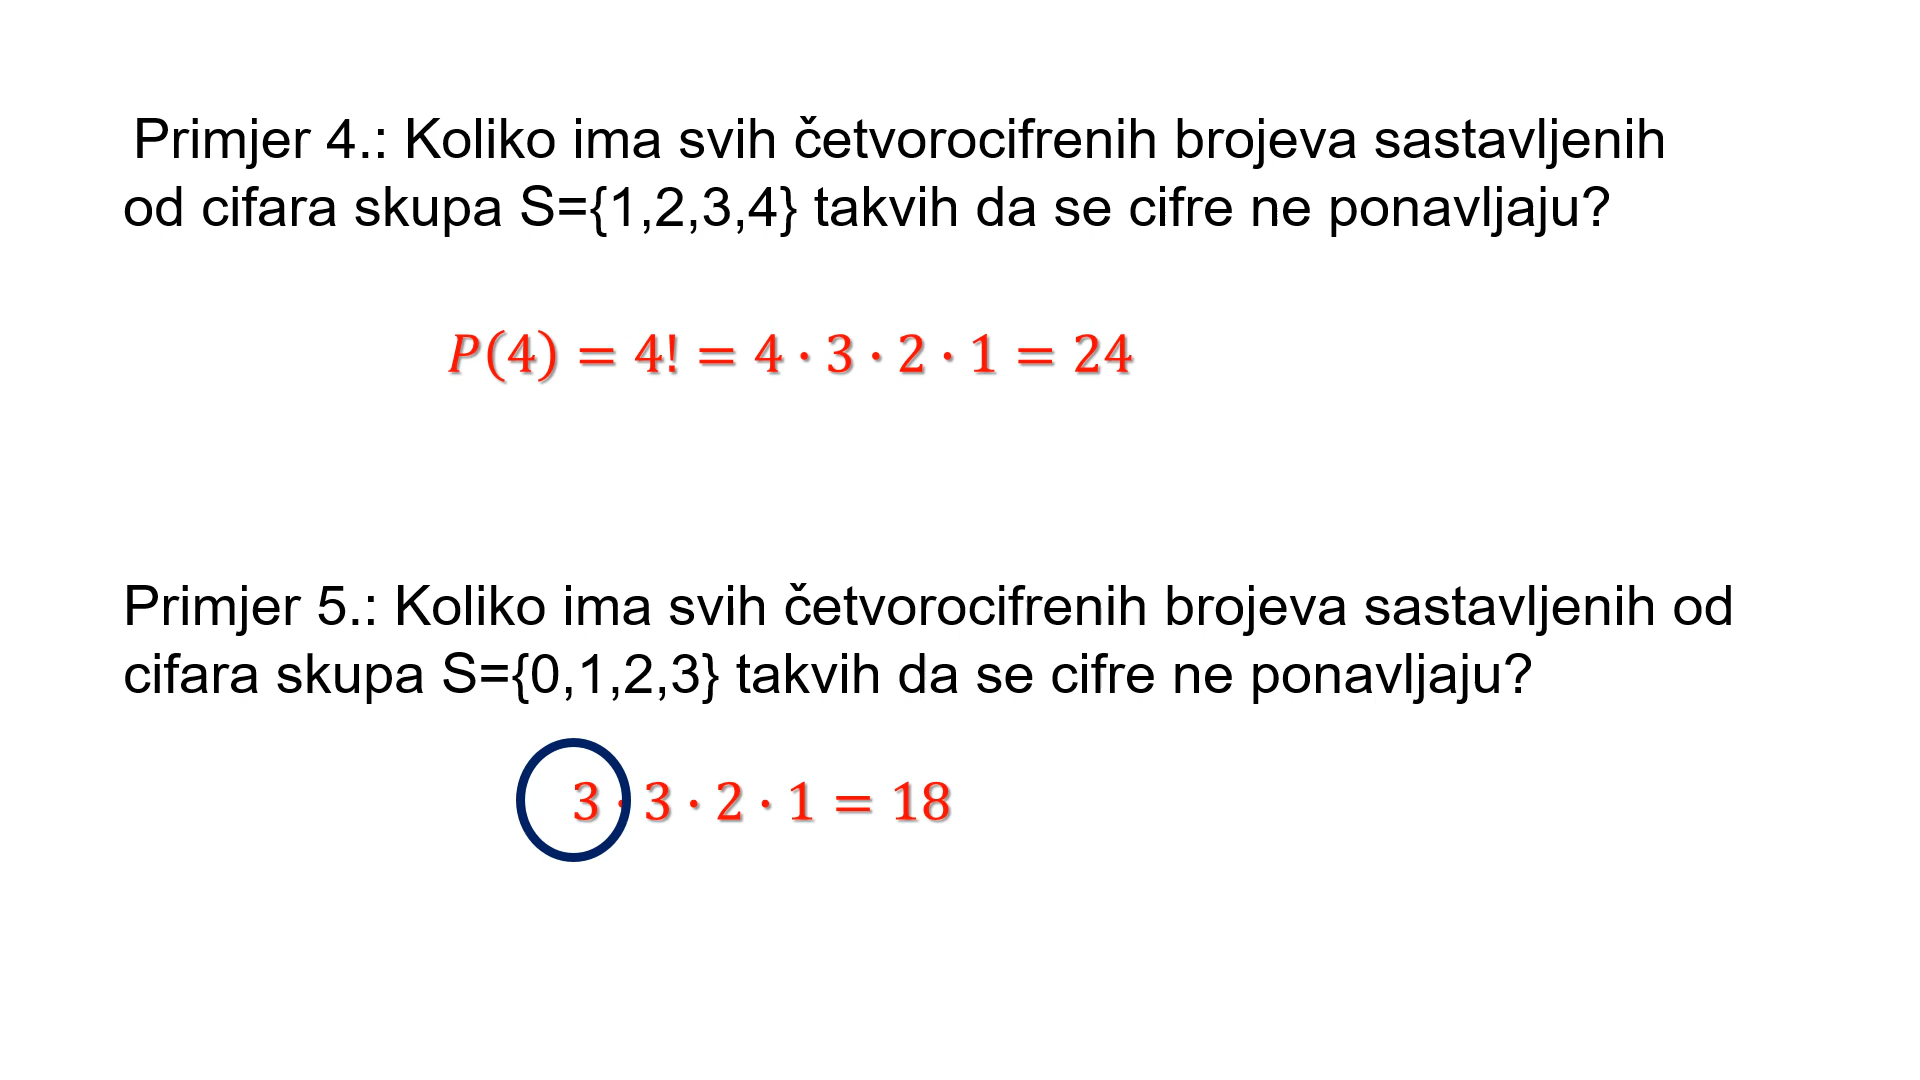 Primjer 4.: Koliko ima svih četvorocifrenih brojeva sastavljenih
od cifara skupa S={1,2,3,4} takvih da se cifre ne ponavljaju?
P(4) = 4! = 4 · 3 · 2 · 1 = 24
Primjer 5.: Koliko ima svih četvorocifrenih brojeva sastavljenih od
cifara skupa S={0,1,2,3} takvih da se cifre ne ponavljaju?
3 · 3 · 2 · 1 = 18